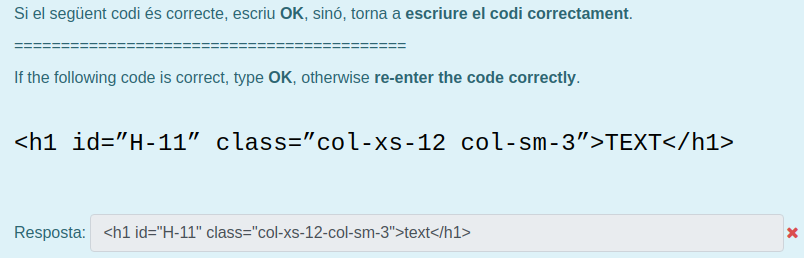 Si el següent codi és correcte, escriu OK, sinó, torna a escriure el codi correctament.
==========================================
If the following code is correct, type OK, otherwise re-enter the code correctly.
<h1 id=”H-11” class=”col-xs-12 col-sm-3”>TEXT</h1>
Resposta: <h1 id="H-11" class="col-xs-12-col-sm-3">text</h1>